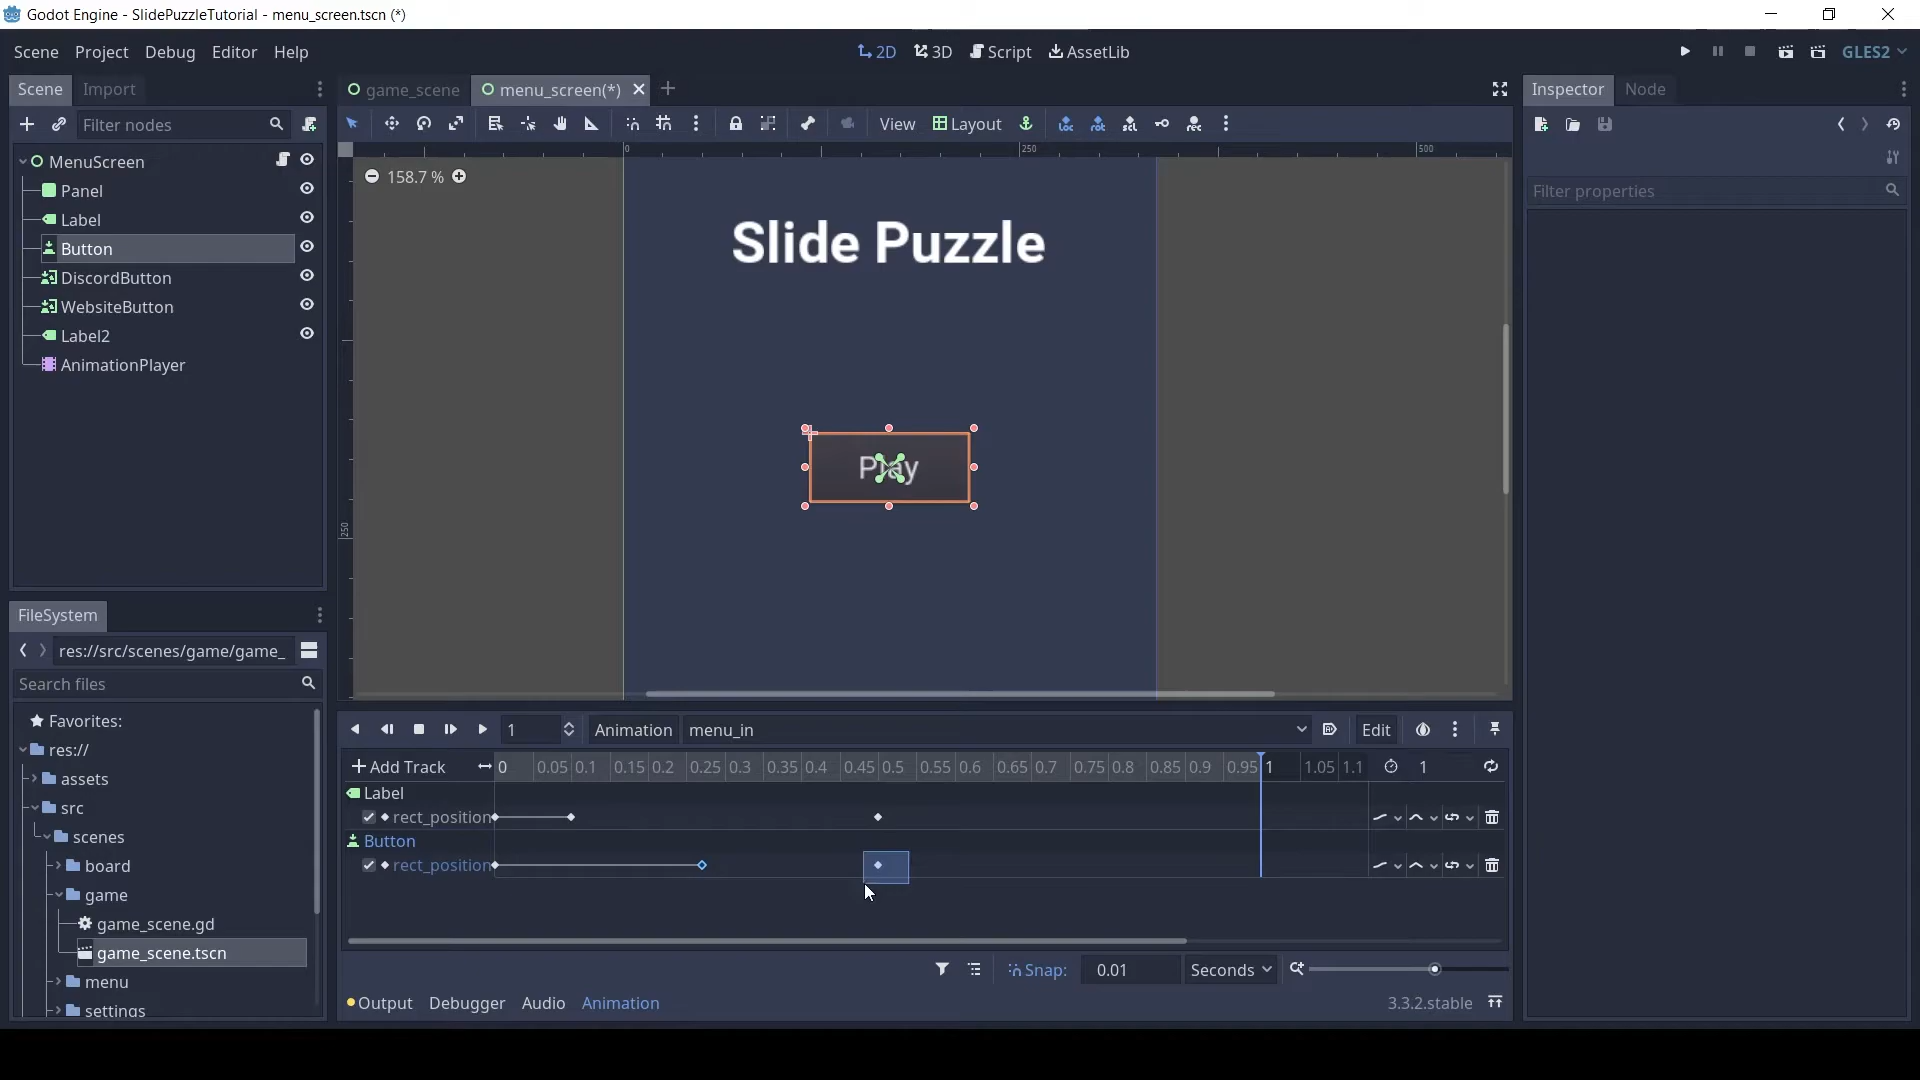 Godot Engine - SlidePuzzleTutorial - menu_screen.tscn (*)
Scene Project Debug Editor Help
2D 3D Script AssetLib
GLES2
Scene Import
game_scene menu_screen(*)
Inspector Node
Filter nodes
View Layout
0 250 500
158.7 %
Filter properties
MenuScreen
Panel
Label
Button
DiscordButton
WebsiteButton
Label2
AnimationPlayer
Slide Puzzle
Play
250
FileSystem
res://src/scenes/game/game_
Search files
Favorites:
res://
assets
src
scenes
board
game
game_scene.gd
game_scene.tscn
menu
settings
1 Animation menu_in Edit
Add Track 0 0.05 0.1 0.15 0.2 0.25 0.3 0.35 0.4 0.45 0.5 0.55 0.6 0.65 0.7 0.75 0.8 0.85 0.9 0.95 1 1.05 1.1 1
Label
rect_position
Button
rect_position
Snap: 0.01 Seconds
Output Debugger Audio Animation 3.3.2.stable